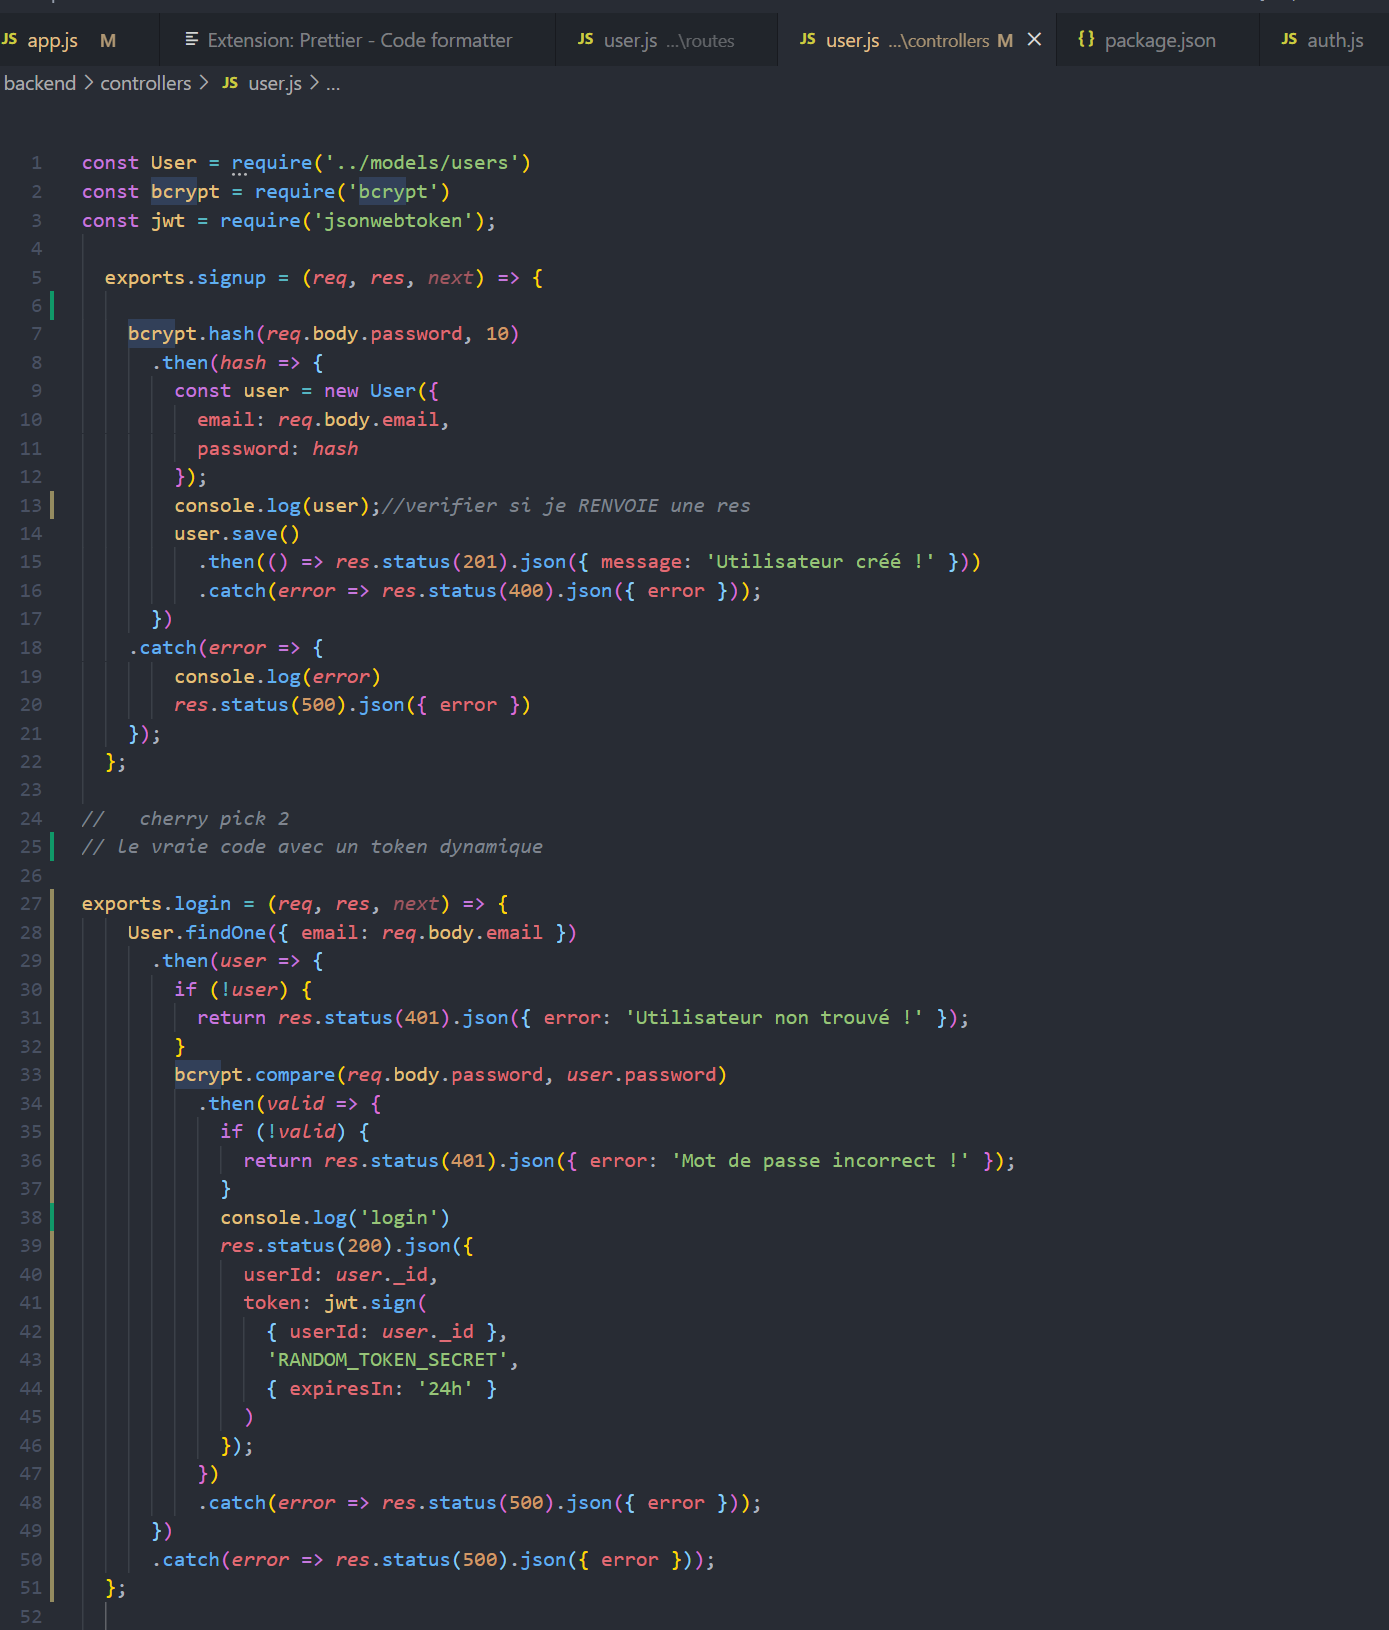 JS app.js M
Extension: Prettier - Code formatter
JS user.js ...\routes
JS user.js ...\controllers M ×
{} package.json
JS auth.js
backend > controllers > JS user.js > ...
1 const User = require('../models/users')
2 const bcrypt = require('bcrypt')
3 const jwt = require('jsonwebtoken');
4
5 exports.signup = (req, res, next) => {
6
7 bcrypt.hash(req.body.password, 10)
8 .then(hash => {
9 const user = new User({
10 email: req.body.email,
11 password: hash
12 });
13 console.log(user);//verifier si je RENVOIE une res
14 user.save()
15 .then(() => res.status(201).json({ message: 'Utilisateur créé !' }))
16 .catch(error => res.status(400).json({ error }));
17 })
18 .catch(error => {
19 console.log(error)
20 res.status(500).json({ error })
21 });
22 };
23
24 //   cherry pick 2
25 // le vraie code avec un token dynamique
26
27 exports.login = (req, res, next) => {
28 User.findOne({ email: req.body.email })
29 .then(user => {
30 if (!user) {
31 return res.status(401).json({ error: 'Utilisateur non trouvé !' });
32 }
33 bcrypt.compare(req.body.password, user.password)
34 .then(valid => {
35 if (!valid) {
36 return res.status(401).json({ error: 'Mot de passe incorrect !' });
37 }
38 console.log('login')
39 res.status(200).json({
40 userId: user._id,
41 token: jwt.sign(
42 { userId: user._id },
43 'RANDOM_TOKEN_SECRET',
44 { expiresIn: '24h' }
45 )
46 });
47 })
48 .catch(error => res.status(500).json({ error }));
49 })
50 .catch(error => res.status(500).json({ error }));
51 };
52